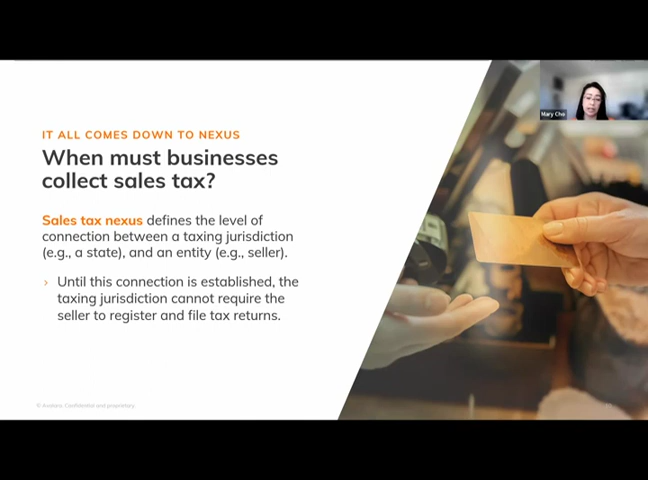 IT ALL COMES DOWN TO NEXUS
When must businesses
collect sales tax?
Sales tax nexus defines the level of
connection between a taxing jurisdiction
(e.g., a state), and an entity (e.g., seller).
› Until this connection is established, the
taxing jurisdiction cannot require the
seller to register and file tax returns.
© Avalara. Confidential and proprietary.
Mary Cho